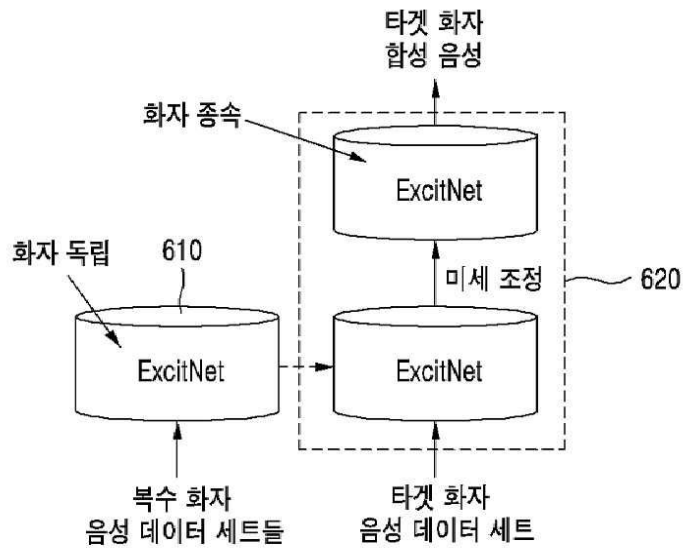 타겟 화자
합성 음성
화자 종속
ExcitNet
화자 독립
610
미세 조정
620
ExcitNet
ExcitNet
복수 화자
음성 데이터 세트들
타겟 화자
음성 데이터 세트